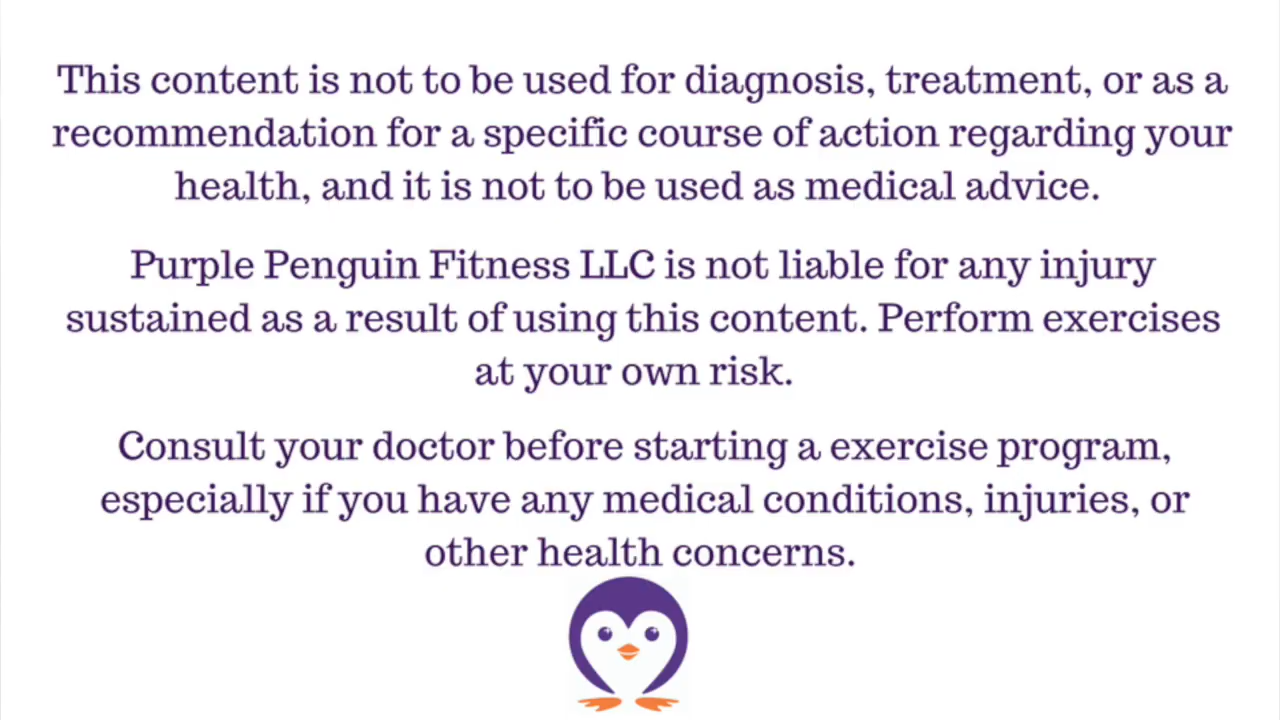 This content is not to be used for diagnosis, treatment, or as a
recommendation for a specific course of action regarding your
health, and it is not to be used as medical advice.
Purple Penguin Fitness LLC is not liable for any injury
sustained as a result of using this content. Perform exercises
at your own risk.
Consult your doctor before starting a exercise program,
especially if you have any medical conditions, injuries, or
other health concerns.